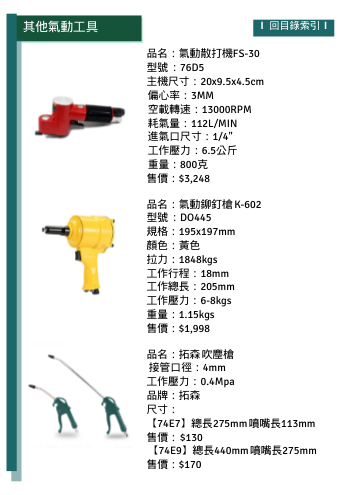 其他氣動工具
I 回目錄索引 I
品名：氣動散打機FS-30
型號：76D5
主機尺寸：20x9.5x4.5cm
偏心率：3MM
空載轉速：13000RPM
耗氣量：112L/MIN
進氣口尺寸：1/4"
工作壓力：6.5公斤
重量：800克
售價：$3,248
品名：氣動鉚釘槍 K-602
型號：DO445
規格：195x197mm
顏色：黃色
拉力：1848kgs
工作行程：18mm
工作總長：205mm
工作壓力：6-8kgs
重量：1.15kgs
售價：$1,998
品名：拓森 吹塵槍
接管口徑：4mm
工作壓力：0.4Mpa
品牌：拓森
尺寸：
【74E7】總長275mm 噴嘴長113mm
售價：$130
【74E9】總長440mm 噴嘴長275mm
售價：$170